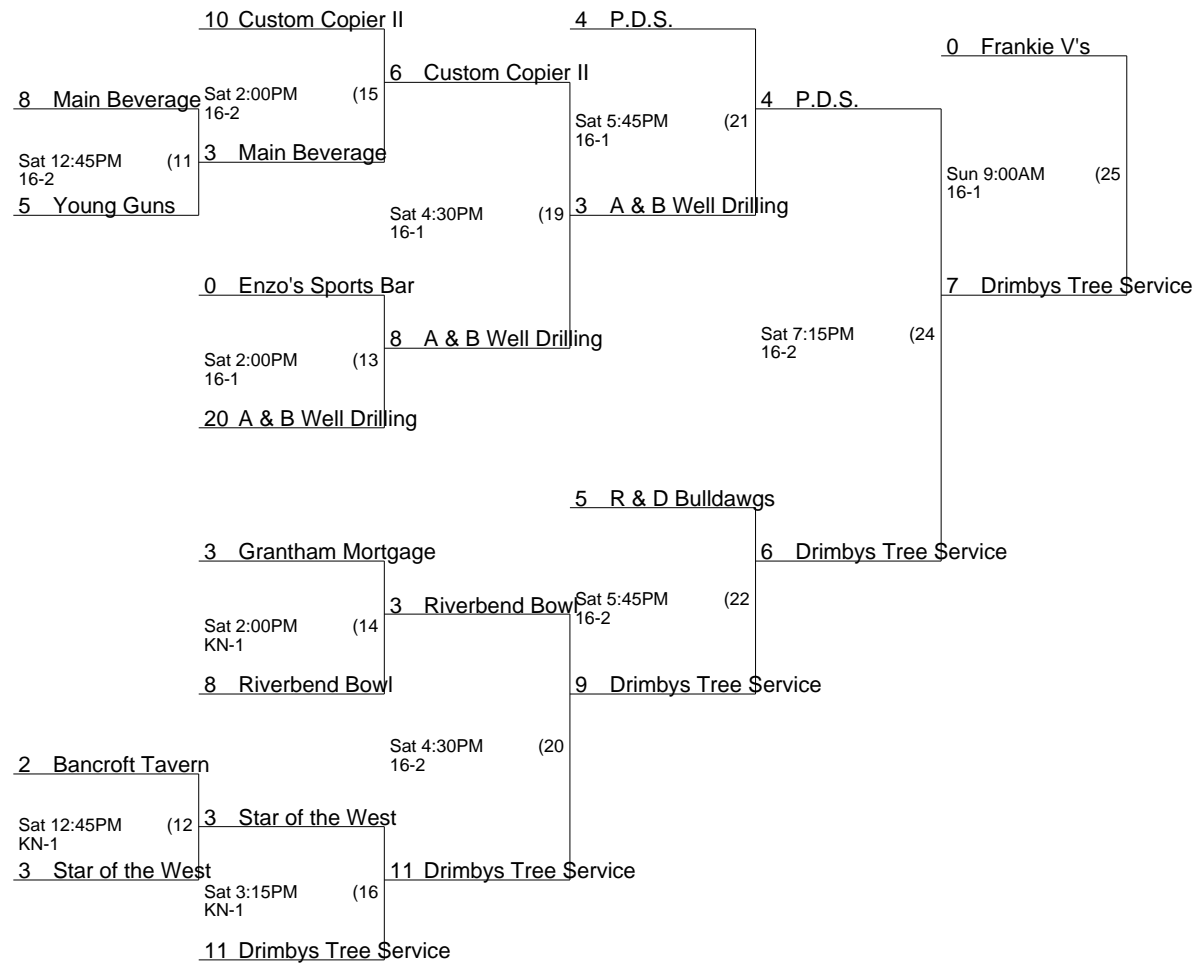 10 Custom Copier II
4 P.D.S.
0 Frankie V's
6 Custom Copier II
8 Main Beverage
Sat 2:00PM (15
16-2
4 P.D.S.
Sat 5:45PM (21
16-1
3 Main Beverage
Sat 12:45PM (11
16-2
Sun 9:00AM (25
16-1
5 Young Guns
Sat 4:30PM (19
16-1
3 A & B Well Drilling
0 Enzo's Sports Bar
7 Drimbys Tree Service
8 A & B Well Drilling
Sat 7:15PM (24
16-2
Sat 2:00PM (13
16-1
20 A & B Well Drilling
5 R & D Bulldawgs
3 Grantham Mortgage
6 Drimbys Tree Service
3 Riverbend Bowl
Sat 5:45PM (22
16-2
Sat 2:00PM (14
KN-1
8 Riverbend Bowl
9 Drimbys Tree Service
Sat 4:30PM (20
16-2
2 Bancroft Tavern
3 Star of the West
Sat 12:45PM (12
KN-1
3 Star of the West
11 Drimbys Tree Service
Sat 3:15PM (16
KN-1
11 Drimbys Tree Service